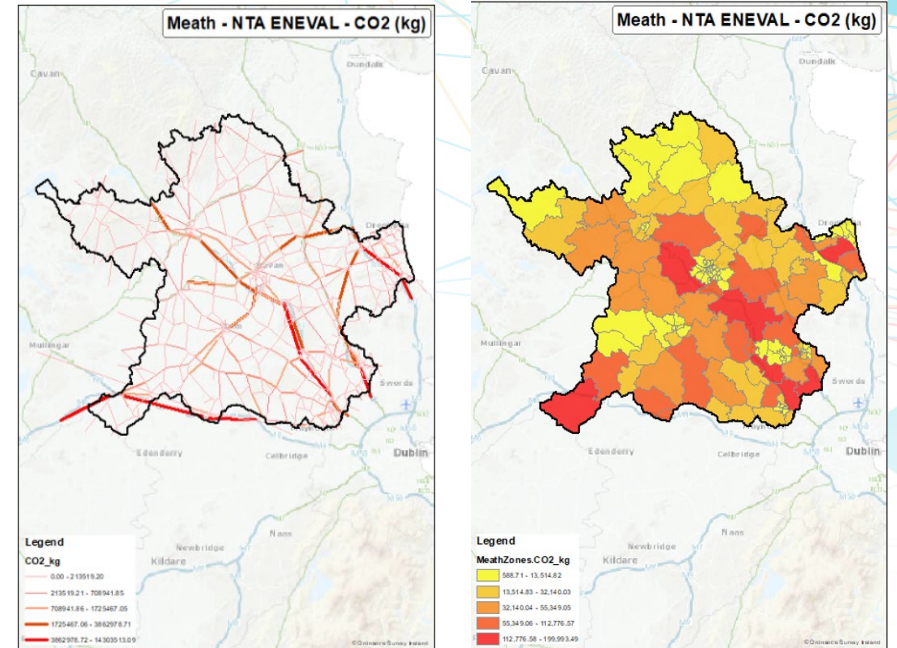 Meath - NTA ENEVAL - CO2 (kg)
Cavan
Dundalk
Mullingar
Swords
Edenderry
Celbridge
Dublin
Naas
Newbridge
Kildare
Legend
CO2_kg
0.00 - 213519.20
213519.21 - 708941.85
708941.86 - 1725467.05
1725467.06 - 3862978.71
3862978.72 - 14303513.09
© Ordnance Survey Ireland
Meath - NTA ENEVAL - CO2 (kg)
Cavan
Dundalk
Mullingar
Swords
Edenderry
Celbridge
Dublin
Naas
Newbridge
Kildare
Legend
MeathZones.CO2_kg
588.71 - 13,514.82
13,514.83 - 32,140.03
32,140.04 - 55,349.05
55,349.06 - 112,776.57
112,776.58 - 199,993.49
© Ordnance Survey Ireland